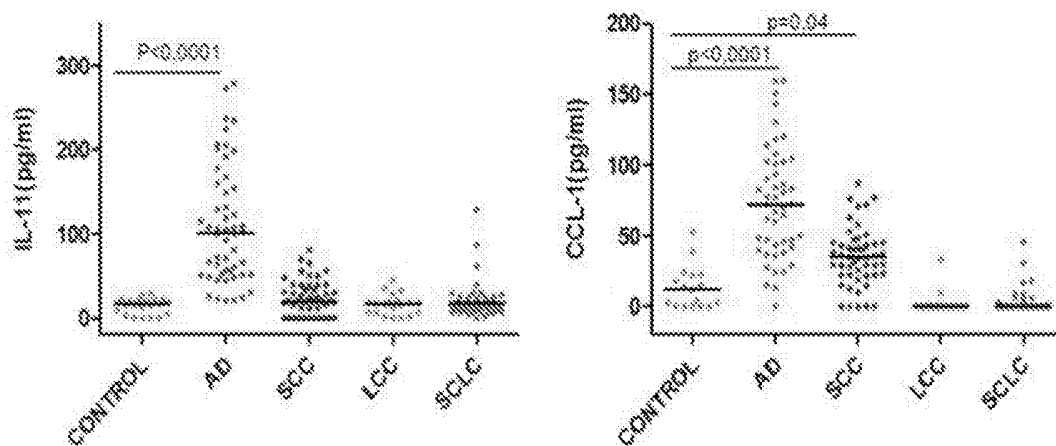 IL-11(pg/ml)
300
200
100
0
P<0,0001
CONTROL
AD
SCC
LCC
SCLC
CCL-1(pg/ml)
200
150
100
50
0
p=0,04
p<0,0001
CONTROL
AD
SCC
LCC
SCLC